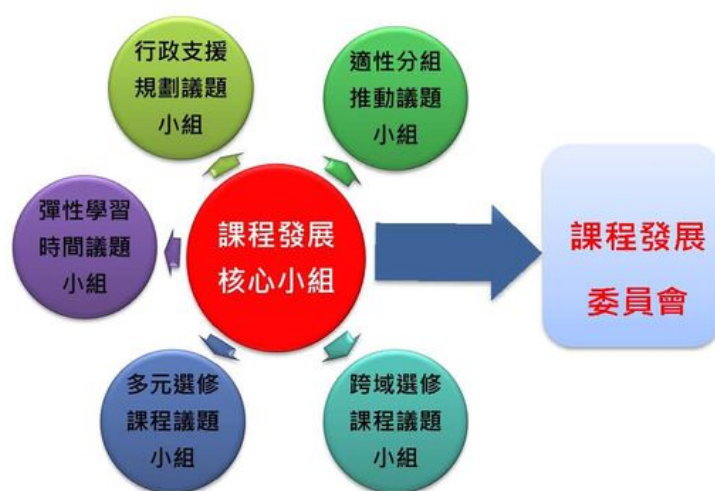 行政支援
規劃議題
小組
適性分組
推動議題
小組
彈性學習
時間議題
小組
課程發展
核心小組
課程發展
委員會
多元選修
課程議題
小組
跨域選修
課程議題
小組